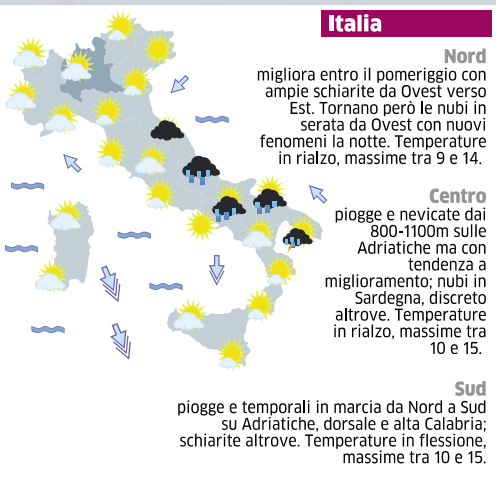 Italia
Nord
migliora entro il pomeriggio con
ampie schiarite da Ovest verso
Est. Tornano però le nubi in
serata da Ovest con nuovi
fenomeni la notte. Temperature
in rialzo, massime tra 9 e 14.
Centro
piogge e nevicate dai
800-1100m sulle
Adriatiche ma con
tendenza a
miglioramento; nubi in
Sardegna, discreto
altrove. Temperature
in rialzo, massime tra
10 e 15.
Sud
piogge e temporali in marcia da Nord a Sud
su Adriatiche, dorsale e alta Calabria;
schiarite altrove. Temperature in flessione,
massime tra 10 e 15.